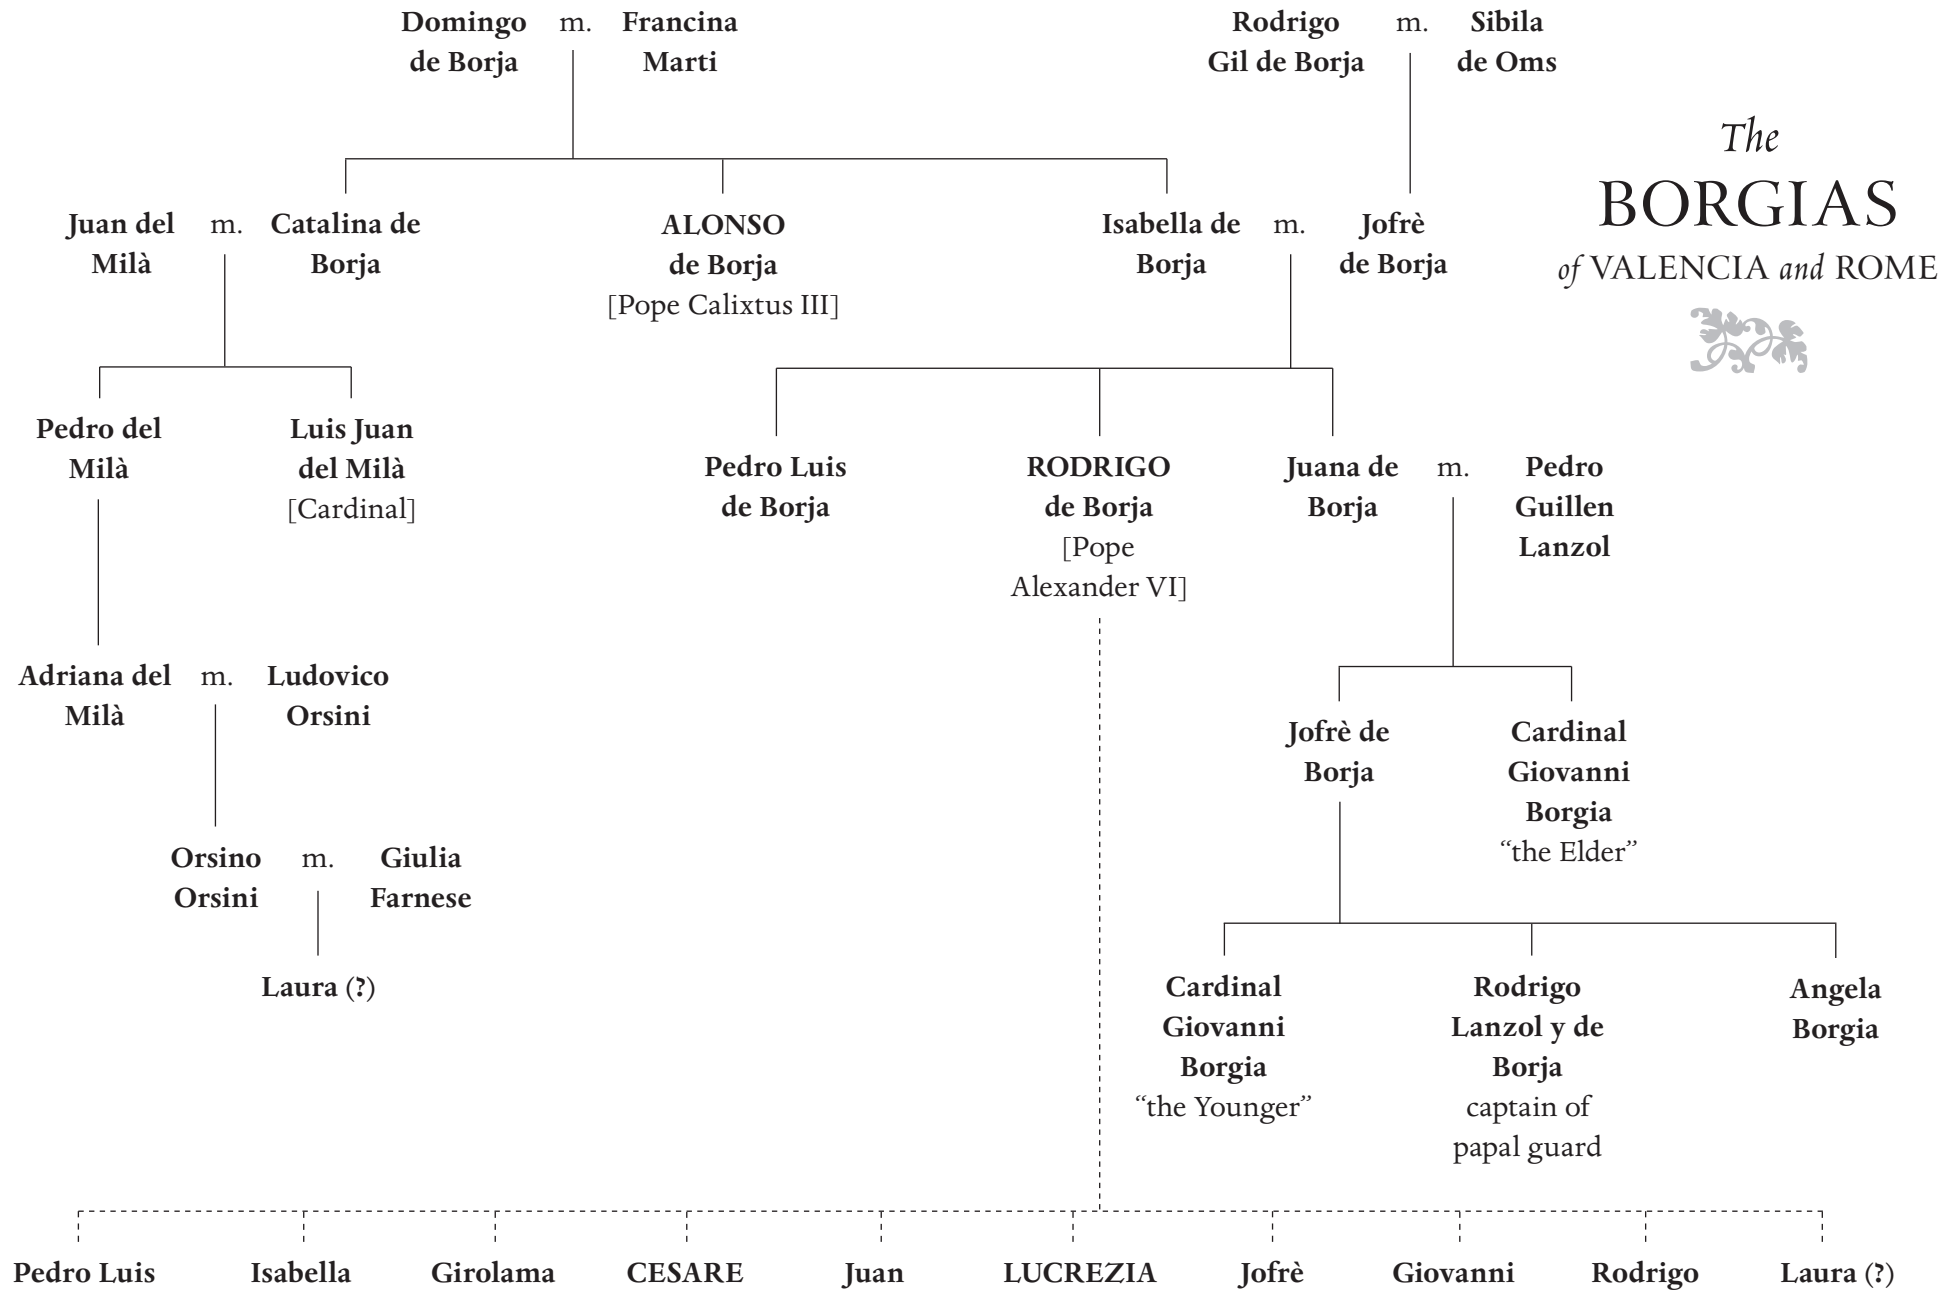 Domingo m. Francina
de Borja Marti
Rodrigo m. Sibila
Gil de Borja de Oms
The
BORGIAS
of VALENCIA and ROME
Juan del m. Catalina de
Milà Borja
ALONSO
de Borja
[Pope Calixtus III]
Isabella de m. Jofrè
Borja de Borja
Pedro del
Milà
Luis Juan
del Milà
[Cardinal]
Pedro Luis
de Borja
RODRIGO
de Borja
[Pope
Alexander VI]
Juana de m. Pedro
Borja Guillen
Lanzol
Adriana del m. Ludovico
Milà Orsini
Jofrè de
Borja
Cardinal
Giovanni
Borgia
“the Elder”
Orsino m. Giulia
Orsini Farnese
Laura (?)
Cardinal
Giovanni
Borgia
“the Younger”
Rodrigo
Lanzol y de
Borja
captain of
papal guard
Angela
Borgia
Pedro Luis Isabella Girolama CESARE Juan LUCREZIA Jofrè Giovanni Rodrigo Laura (?)